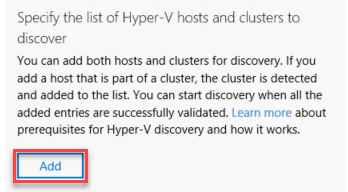 Specify the list of Hyper-V hosts and clusters to
discover
You can add both hosts and clusters for discovery. If you
add a host that is part of a cluster, the cluster is detected
and added to the list. You can start discovery when all the
added entries are successfully validated. Learn more about
prerequisites for Hyper-V discovery and how it works.
Add